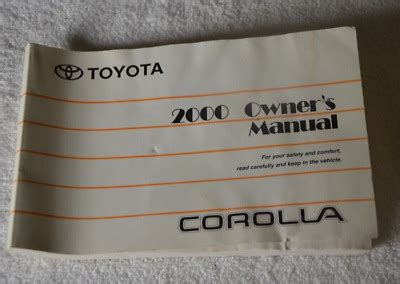 TOYOTA
2000 Owner's
Manual
For your safety and comfort,
read carefully and keep in the vehicle.
COROLLA